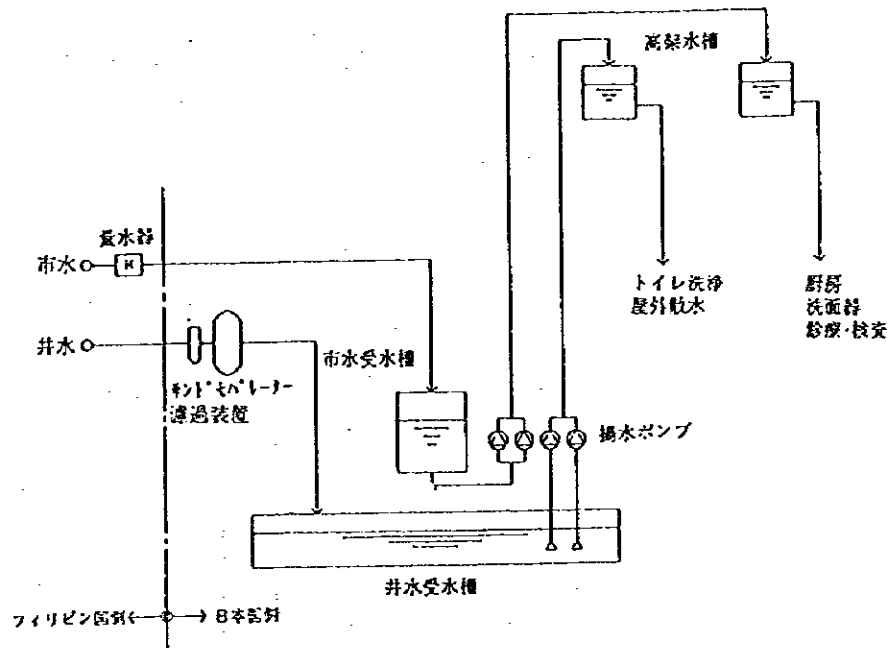 高架水槽
量水器
市水
トイレ洗浄
屋外散水
厨房
洗面器
診療・検査
井水
市水受水槽
サンドセパレーター
濾過装置
揚水ポンプ
井水受水槽
フィリピン国側
日本国側